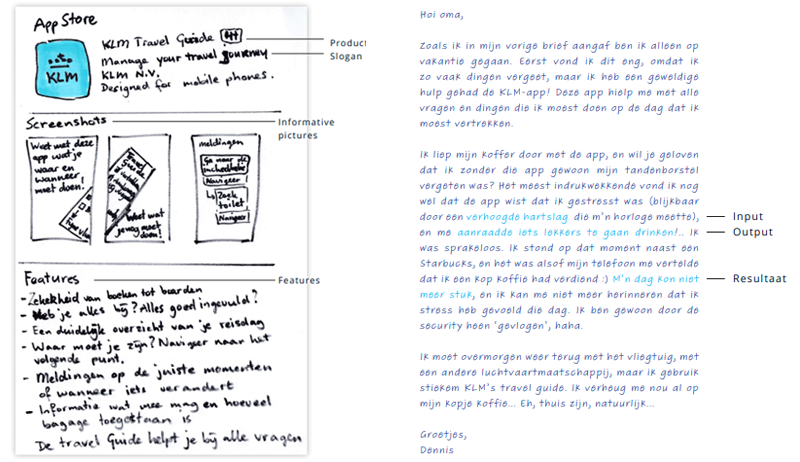 App Store
KLM Travel Guide
Manage your travel journey
KLM N.V.
Designed for mobile phones.
KLM
Product
Slogan
Screenshots
Informative
pictures
Weet met deze
app wat je
waar en
wanneer
moet doen!
Weet wat
je nog moet
doen!
meldingen
Ga naar de
incheckbalie
Navigeer
Zoek
toilet
Navigeer
Features
Features
- Zekerheid van boeken tot boarden
- Heb je alles bij? Alles goed ingevuld?
- Een duidelijk overzicht van je reisdag
- Waar moet je zijn? Navigeer naar het
volgende punt.
- Meldingen op de juiste momenten
of wanneer iets verandert
- Informatie wat mee mag en hoeveel
bagage toegestaan is
De travel Guide helpt je bij alle vragen
Hoi oma,
Zoals ik in mijn vorige brief aangaf ben ik alleen op
vakantie gegaan. Eerst vond ik dit eng, omdat ik
zo vaak dingen vergeet, maar ik heb een geweldige
hulp gehad de KLM-app! Deze app hielp me met alle
vragen en dingen die ik moest doen op de dag dat ik
moest vertrekken.
Ik liep mijn koffer door met de app, en wil je geloven
dat ik zonder die app gewoon mijn tandenborstel
vergeten was? Het meest indrukwekkende vond ik nog
wel dat de app wist dat ik gestresst was (blijkbaar
door een verhoogde hartslag die m'n horloge meette),
en me aanraadde iets lekkers te gaan drinken!.. Ik
was sprakeloos. Ik stond op dat moment naast een
Starbucks, en het was alsof mijn telefoon me vertelde
dat ik een kop koffie had verdiend :) M'n dag kon niet
meer stuk, en ik kan me niet meer herinneren dat ik
stress heb gevoeld die dag. Ik ben gewoon door de
security heen 'gevlogen', haha.
Ik moet overmorgen weer terug met het vliegtuig, met
een andere luchtvaartmaatschappij, maar ik gebruik
stiekem KLM's travel guide. Ik verheug me nou al op
mijn kopje koffie... Eh, thuis zijn, natuurlijk...
Groetjes,
Dennis
Input
Output
Resultaat